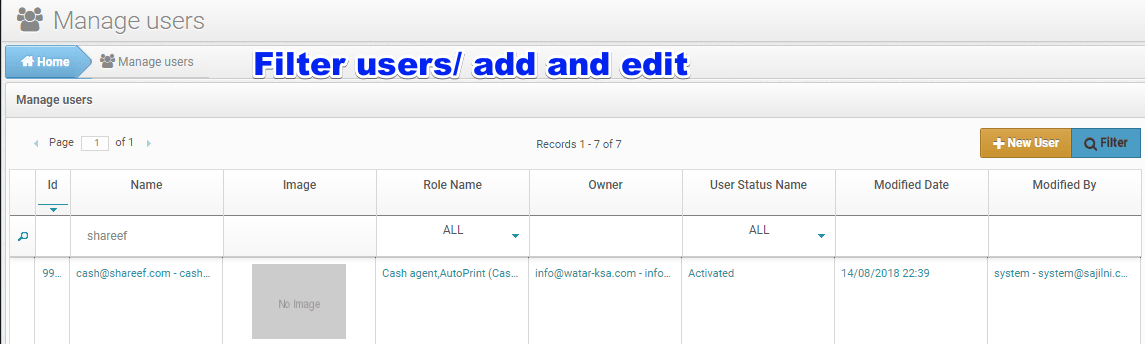 Manage users
Home Manage users Filter users/ add and edit
Manage users
Page 1 of 1 Records 1 - 7 of 7 New User Filter
Id Name Image Role Name Owner User Status Name Modified Date Modified By
shareef ALL ALL
99... cash@shareef.com - cash... No Image Cash agent,AutoPrint (Cas... info@watar-ksa.com - info... Activated 14/08/2018 22:39 system - system@sajilni.c...